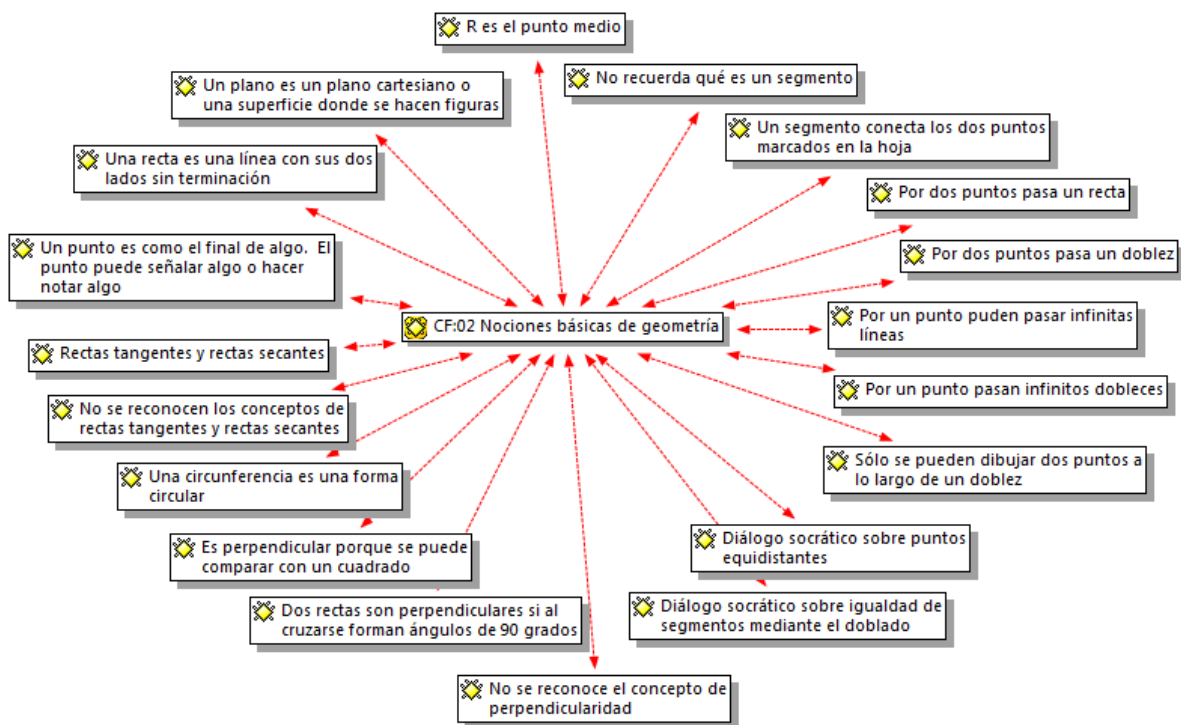 R es el punto medio
Un plano es un plano cartesiano o
una superficie donde se hacen figuras
No recuerda qué es un segmento
Un segmento conecta los dos puntos
marcados en la hoja
Una recta es una línea con sus dos
lados sin terminación
Por dos puntos pasa un recta
Un punto es como el final de algo. El
punto puede señalar algo o hacer
notar algo
Por dos puntos pasa un doblez
CF:02 Nociones básicas de geometría
Por un punto puden pasar infinitas
líneas
Rectas tangentes y rectas secantes
Por un punto pasan infinitos dobleces
No se reconocen los conceptos de
rectas tangentes y rectas secantes
Sólo se pueden dibujar dos puntos a
lo largo de un doblez
Una circunferencia es una forma
circular
Es perpendicular porque se puede
comparar con un cuadrado
Diálogo socrático sobre puntos
equidistantes
Dos rectas son perpendiculares si al
cruzarse forman ángulos de 90 grados
Diálogo socrático sobre igualdad de
segmentos mediante el doblado
No se reconoce el concepto de
perpendicularidad